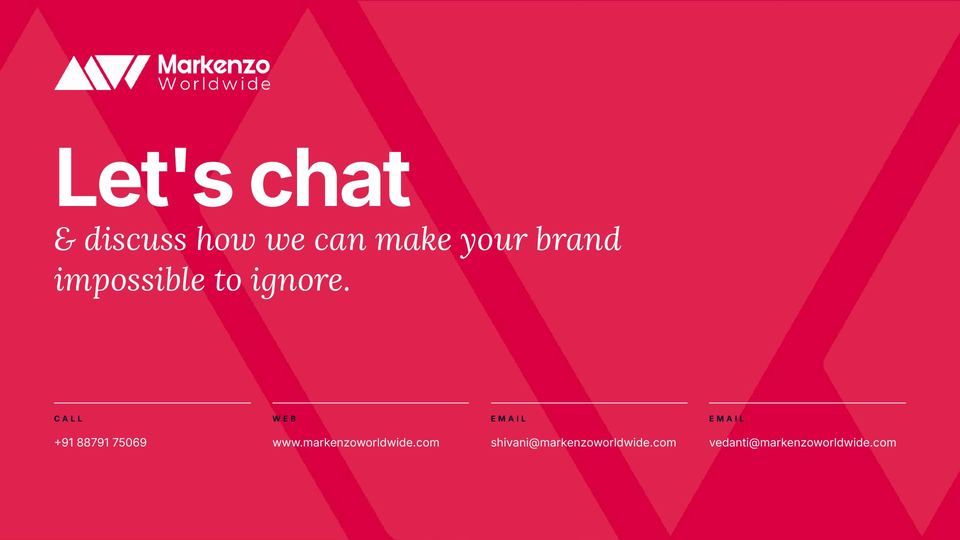 Markenzo
Worldwide
Let's chat
& discuss how we can make your brand
impossible to ignore.
CALL
+91 88791 75069
WEB
www.markenzoworldwide.com
EMAIL
shivani@markenzoworldwide.com
EMAIL
vedanti@markenzoworldwide.com